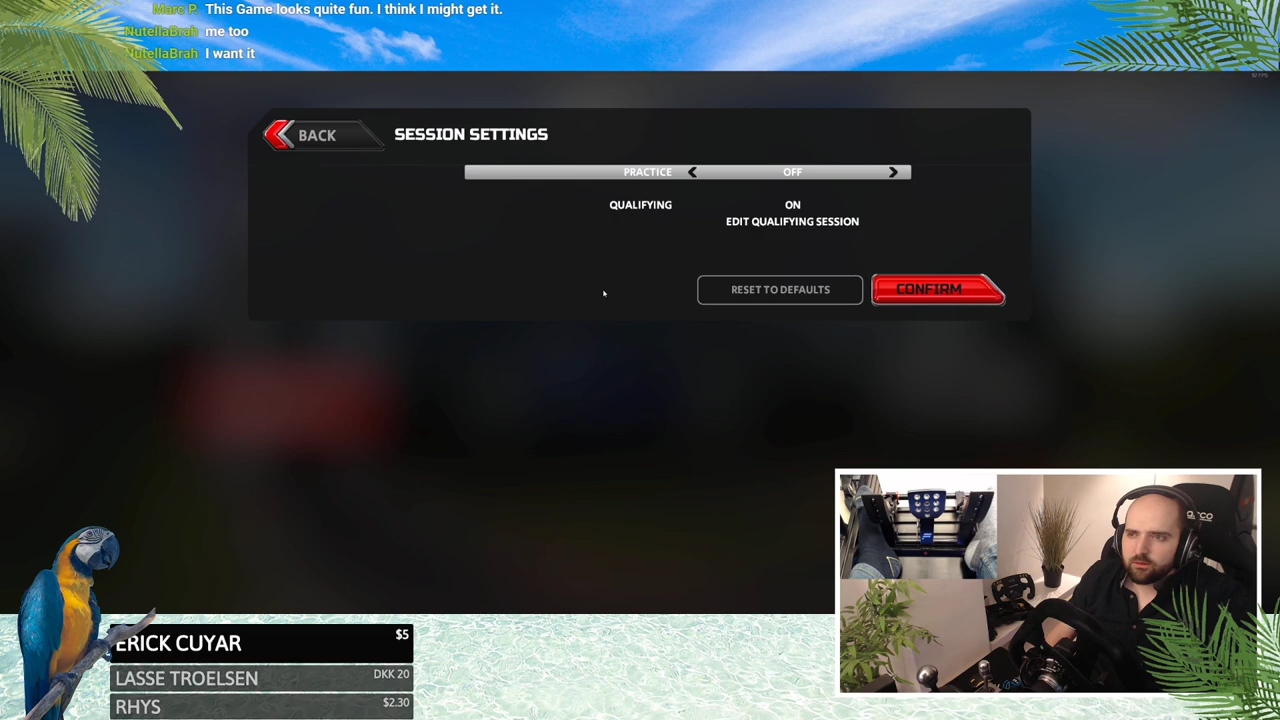 Marc P. This Game looks quite fun. I think I might get it.
NutellaBrah me too
NutellaBrah I want it
BACK
SESSION SETTINGS
PRACTICE OFF
QUALIFYING ON
EDIT QUALIFYING SESSION
RESET TO DEFAULTS
CONFIRM
ERICK CUYAR $5
LASSE TROELSEN DKK 20
RHYS $2.30